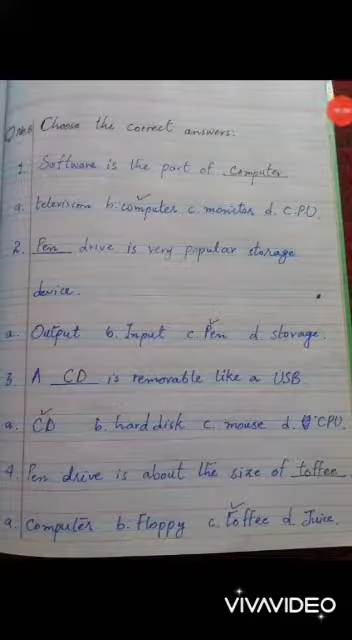 Q No.6 Choose the correct answers:
1. Software is the part of computer
a. television b. computer c. monitor d. C.PU.
2. Pen drive is very popular storage
device.
a. Output b. Input c. Pen d. storage.
3. A CD is removable like a USB
a. CD b. hard disk c. mouse d. CPU.
4. Pen drive is about the size of toffee.
a. Computer b. Floppy c. toffee d. Juice.
VIVAVIDEO